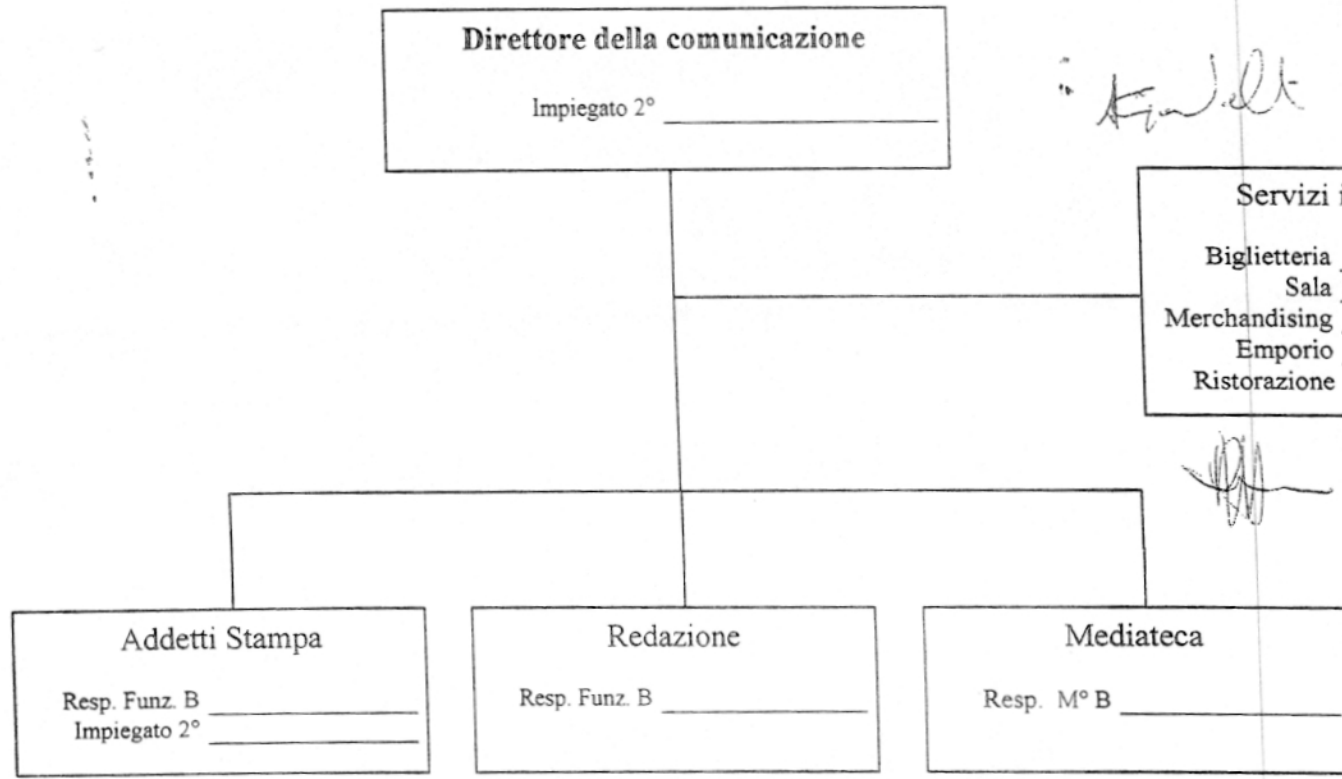 Direttore della comunicazione
Impiegato 2°
Servizi i
Biglietteria
Sala
Merchandising
Emporio
Ristorazione
Addetti Stampa
Resp. Funz. B
Impiegato 2°
Redazione
Resp. Funz. B
Mediateca
Resp. M° B